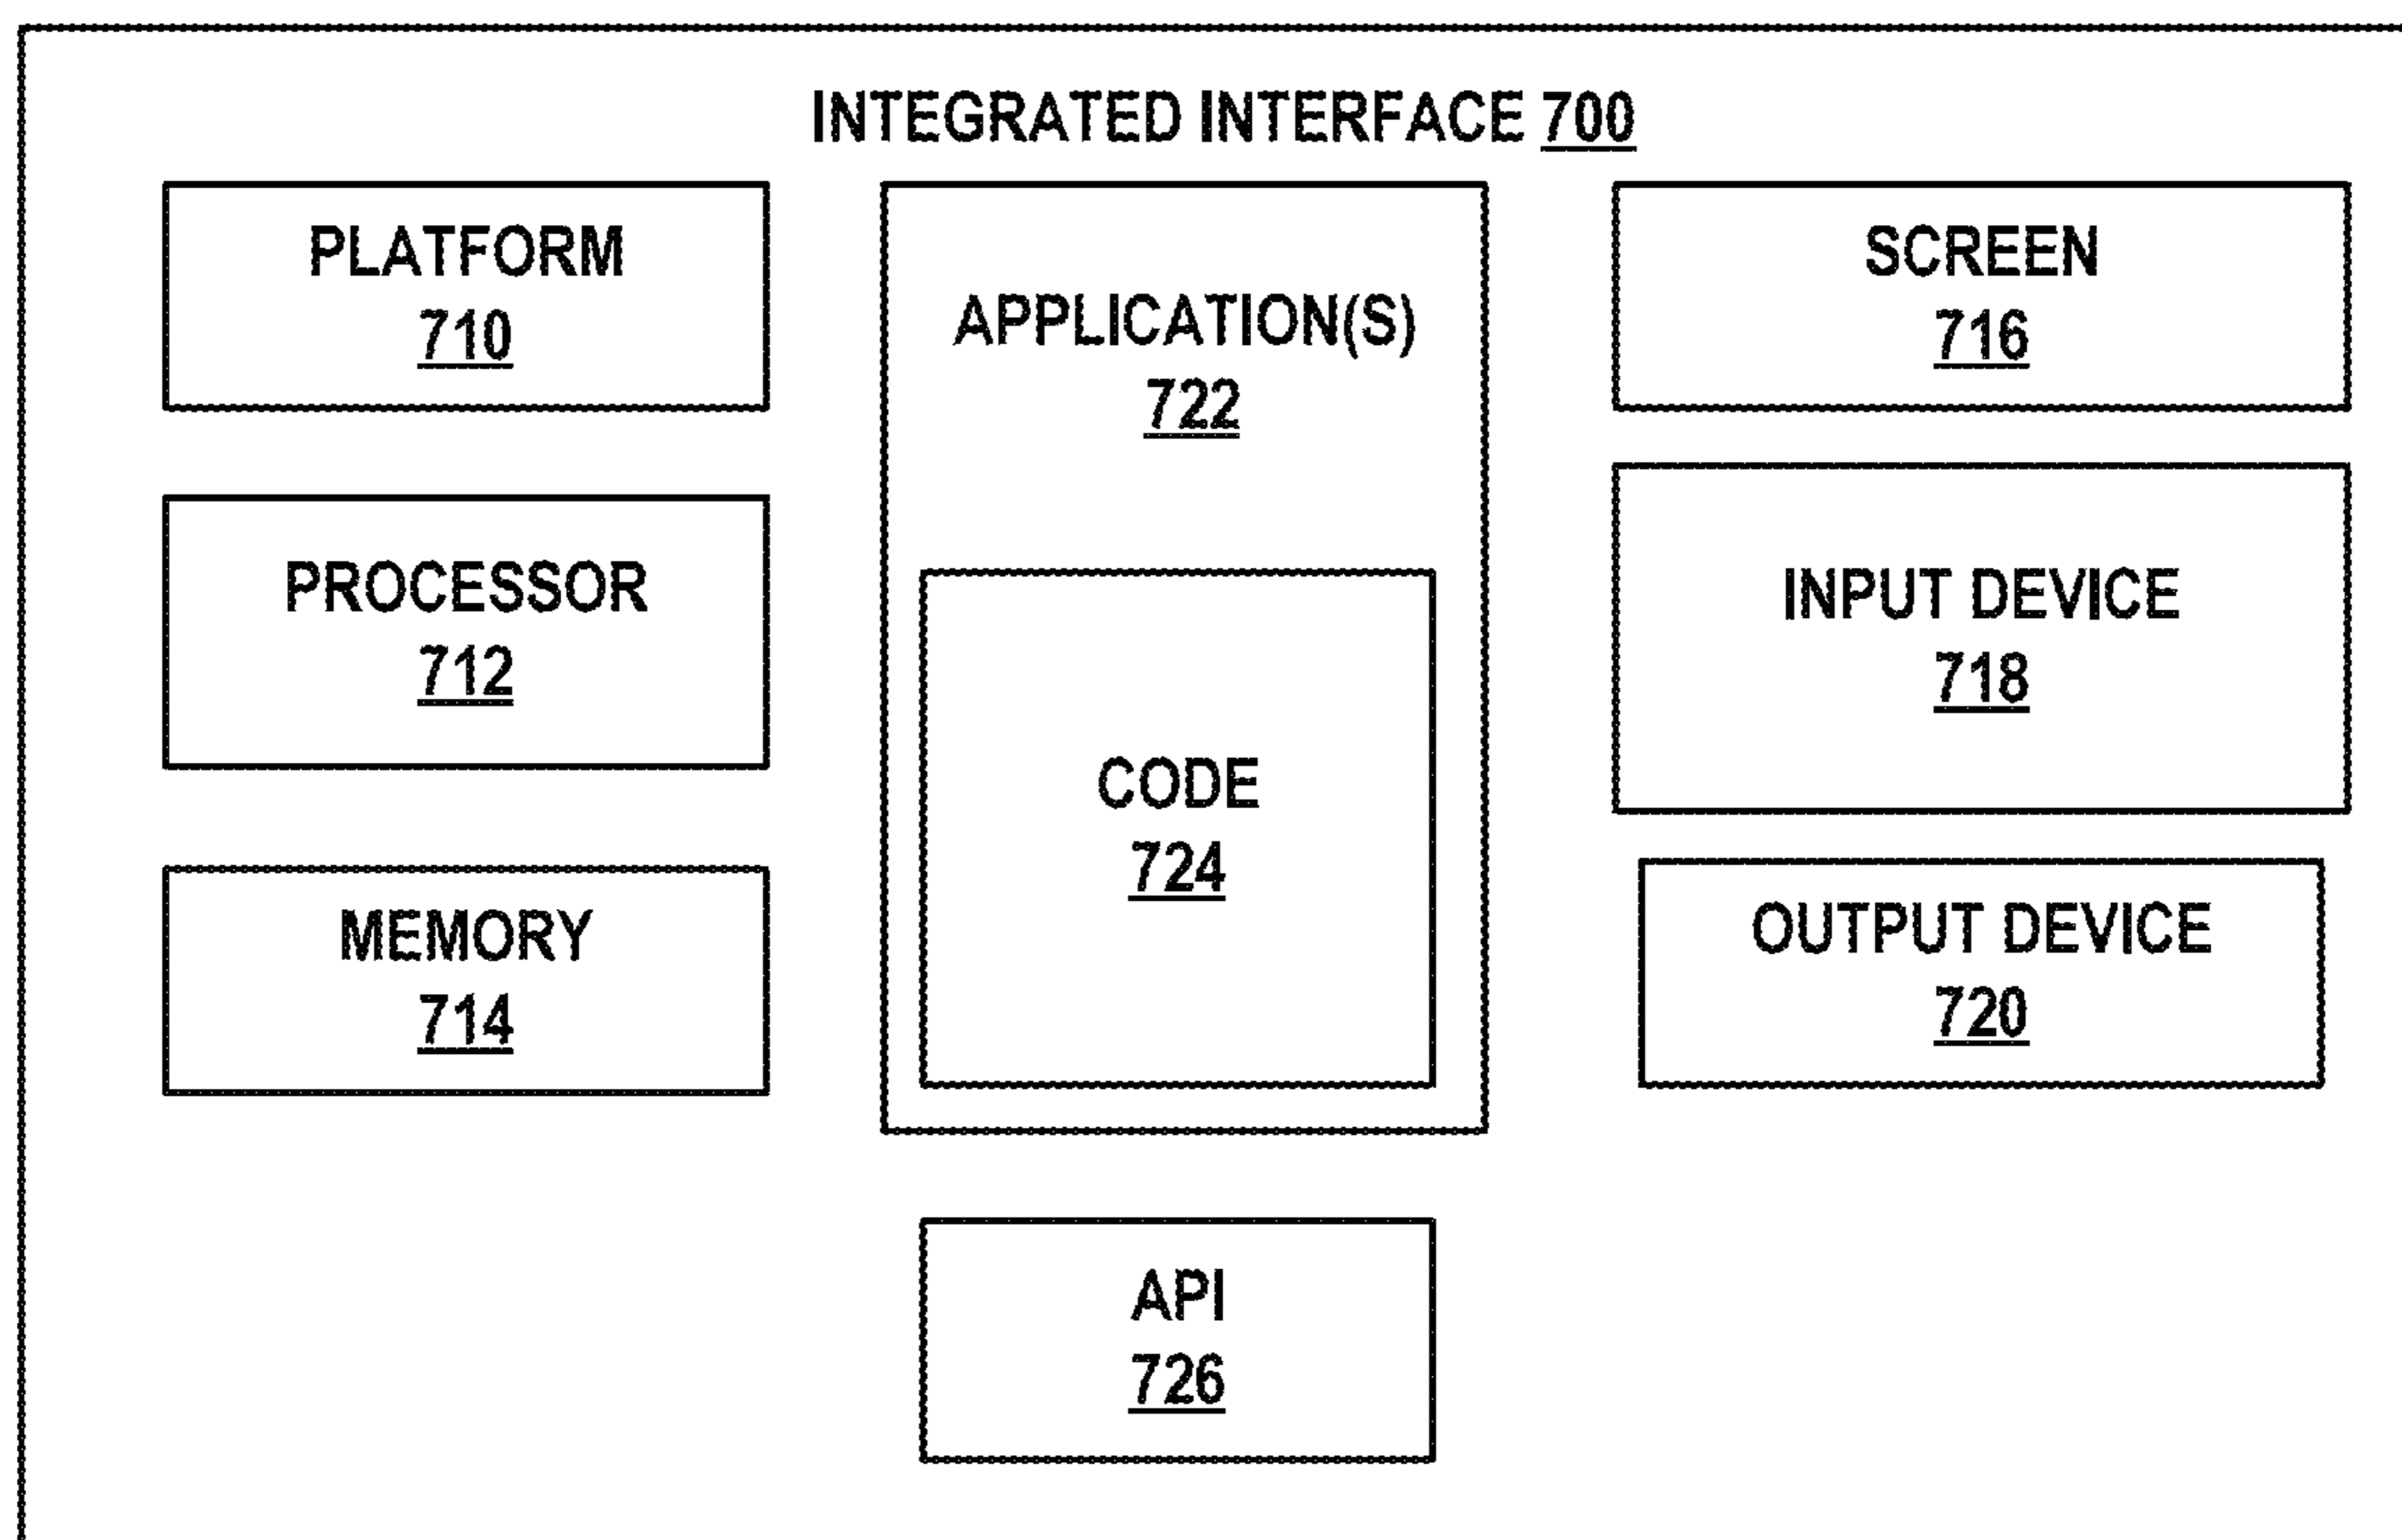 INTEGRATED INTERFACE 700
PLATFORM
710
PROCESSOR
712
MEMORY
714
APPLICATION(S)
722
CODE
724
API
726
SCREEN
716
INPUT DEVICE
718
OUTPUT DEVICE
720